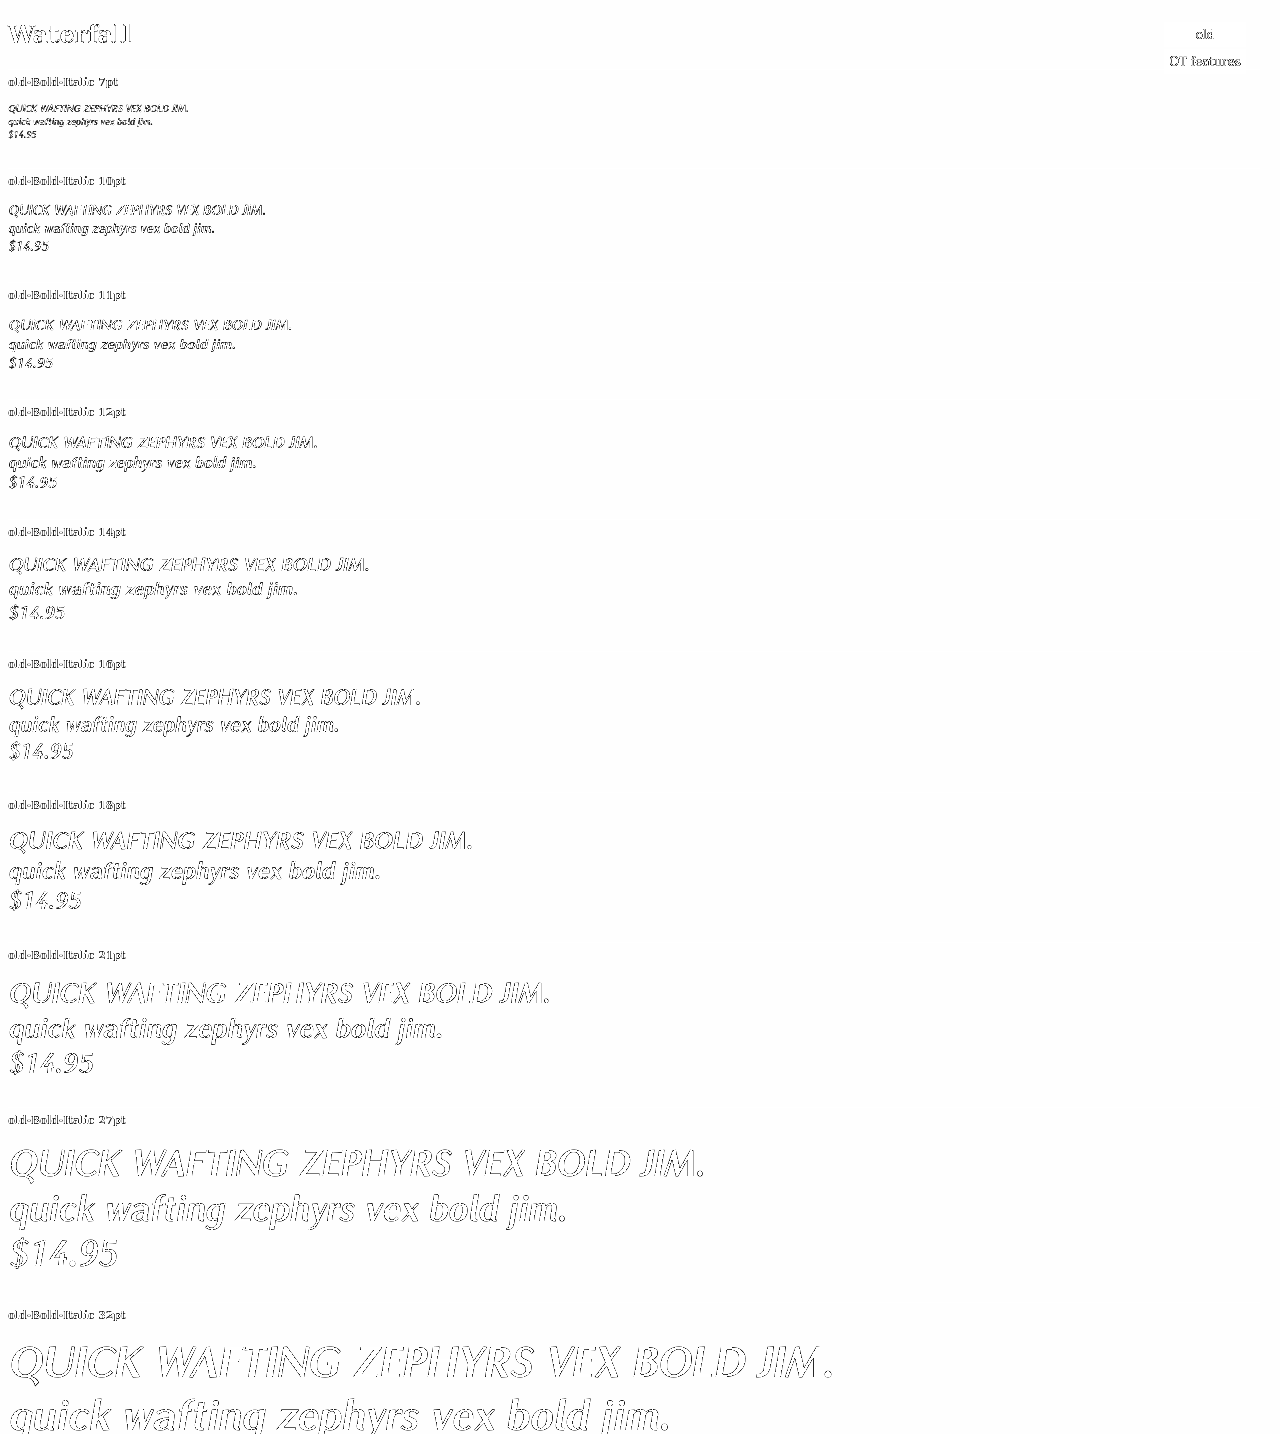 Waterfall
old
OT features
old-Bold-Italic 7pt
QUICK WAFTING ZEPHYRS VEX BOLD JIM.
quick wafting zephyrs vex bold jim.
$14.95
old-Bold-Italic 10pt
QUICK WAFTING ZEPHYRS VEX BOLD JIM.
quick wafting zephyrs vex bold jim.
$14.95
old-Bold-Italic 11pt
QUICK WAFTING ZEPHYRS VEX BOLD JIM.
quick wafting zephyrs vex bold jim.
$14.95
old-Bold-Italic 12pt
QUICK WAFTING ZEPHYRS VEX BOLD JIM.
quick wafting zephyrs vex bold jim.
$14.95
old-Bold-Italic 14pt
QUICK WAFTING ZEPHYRS VEX BOLD JIM.
quick wafting zephyrs vex bold jim.
$14.95
old-Bold-Italic 16pt
QUICK WAFTING ZEPHYRS VEX BOLD JIM.
quick wafting zephyrs vex bold jim.
$14.95
old-Bold-Italic 18pt
QUICK WAFTING ZEPHYRS VEX BOLD JIM.
quick wafting zephyrs vex bold jim.
$14.95
old-Bold-Italic 21pt
QUICK WAFTING ZEPHYRS VEX BOLD JIM.
quick wafting zephyrs vex bold jim.
$14.95
old-Bold-Italic 27pt
QUICK WAFTING ZEPHYRS VEX BOLD JIM.
quick wafting zephyrs vex bold jim.
$14.95
old-Bold-Italic 32pt
QUICK WAFTING ZEPHYRS VEX BOLD JIM.
quick wafting zephyrs vex bold jim.